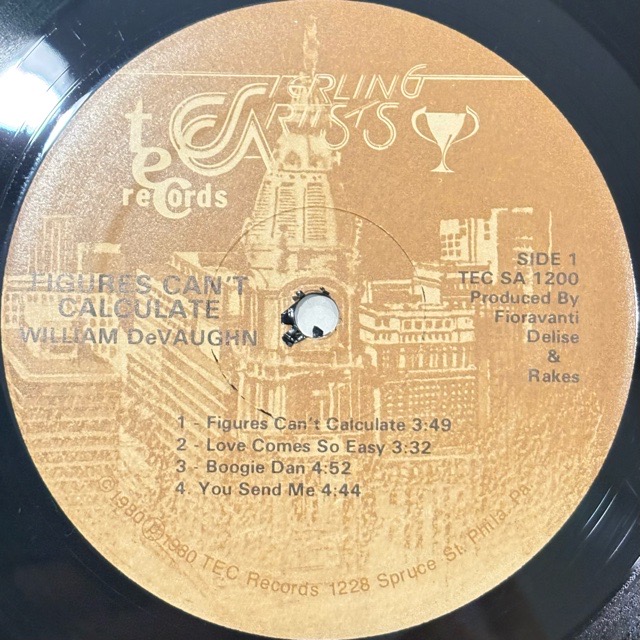 STERLING
ARTISTS
tec
records
SIDE 1
TEC SA 1200
Produced By
Fioravanti
Delise
&
Rakes
FIGURES CAN'T
CALCULATE
WILLIAM DeVAUGHN
1 - Figures Can't Calculate 3:49
2 - Love Comes So Easy 3:32
3 - Boogie Dan 4:52
4. You Send Me 4:44
©1980 Ⓟ1980 TEC Records 1228 Spruce St. Phila. Pa.